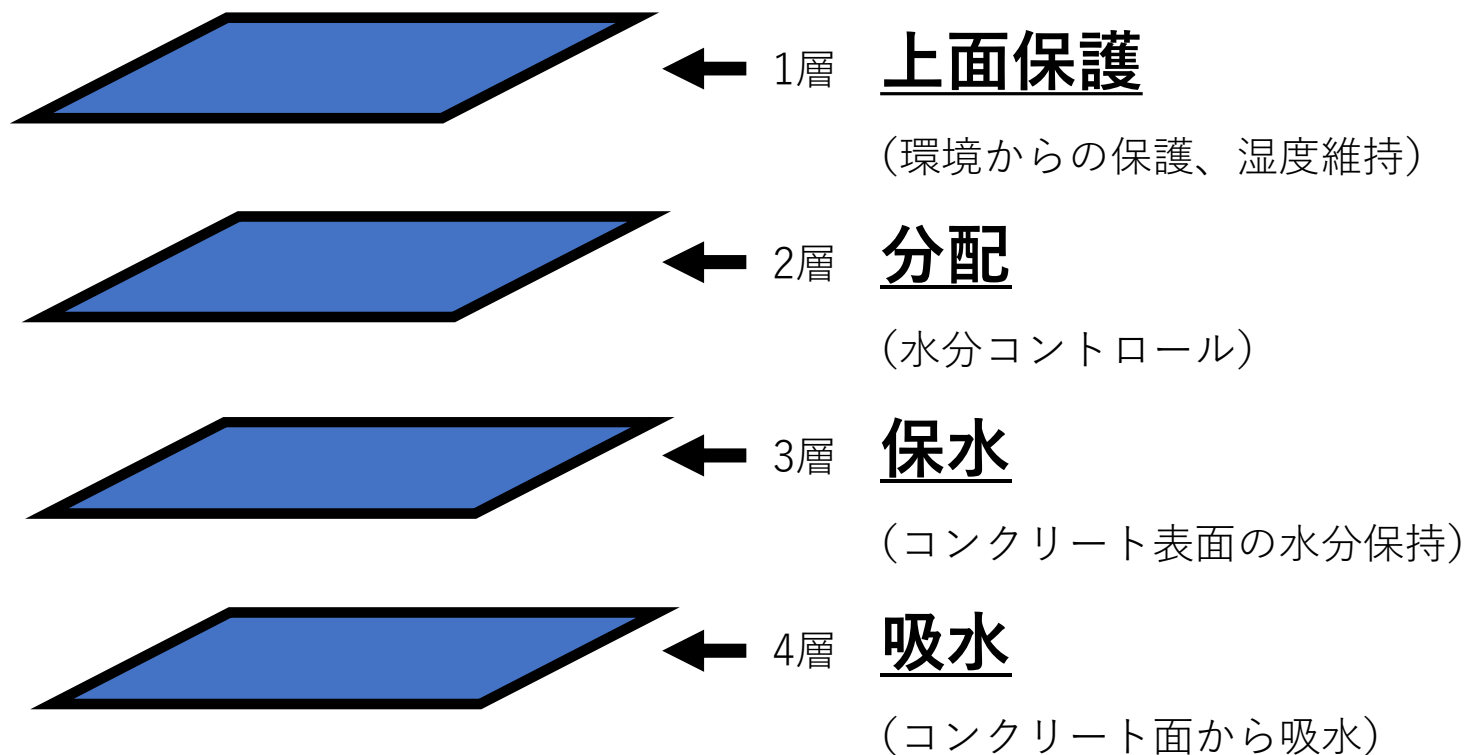 1層 上面保護
(環境からの保護、湿度維持)
2層 分配
(水分コントロール)
3層 保水
(コンクリート表面の水分保持)
4層 吸水
(コンクリート面から吸水)